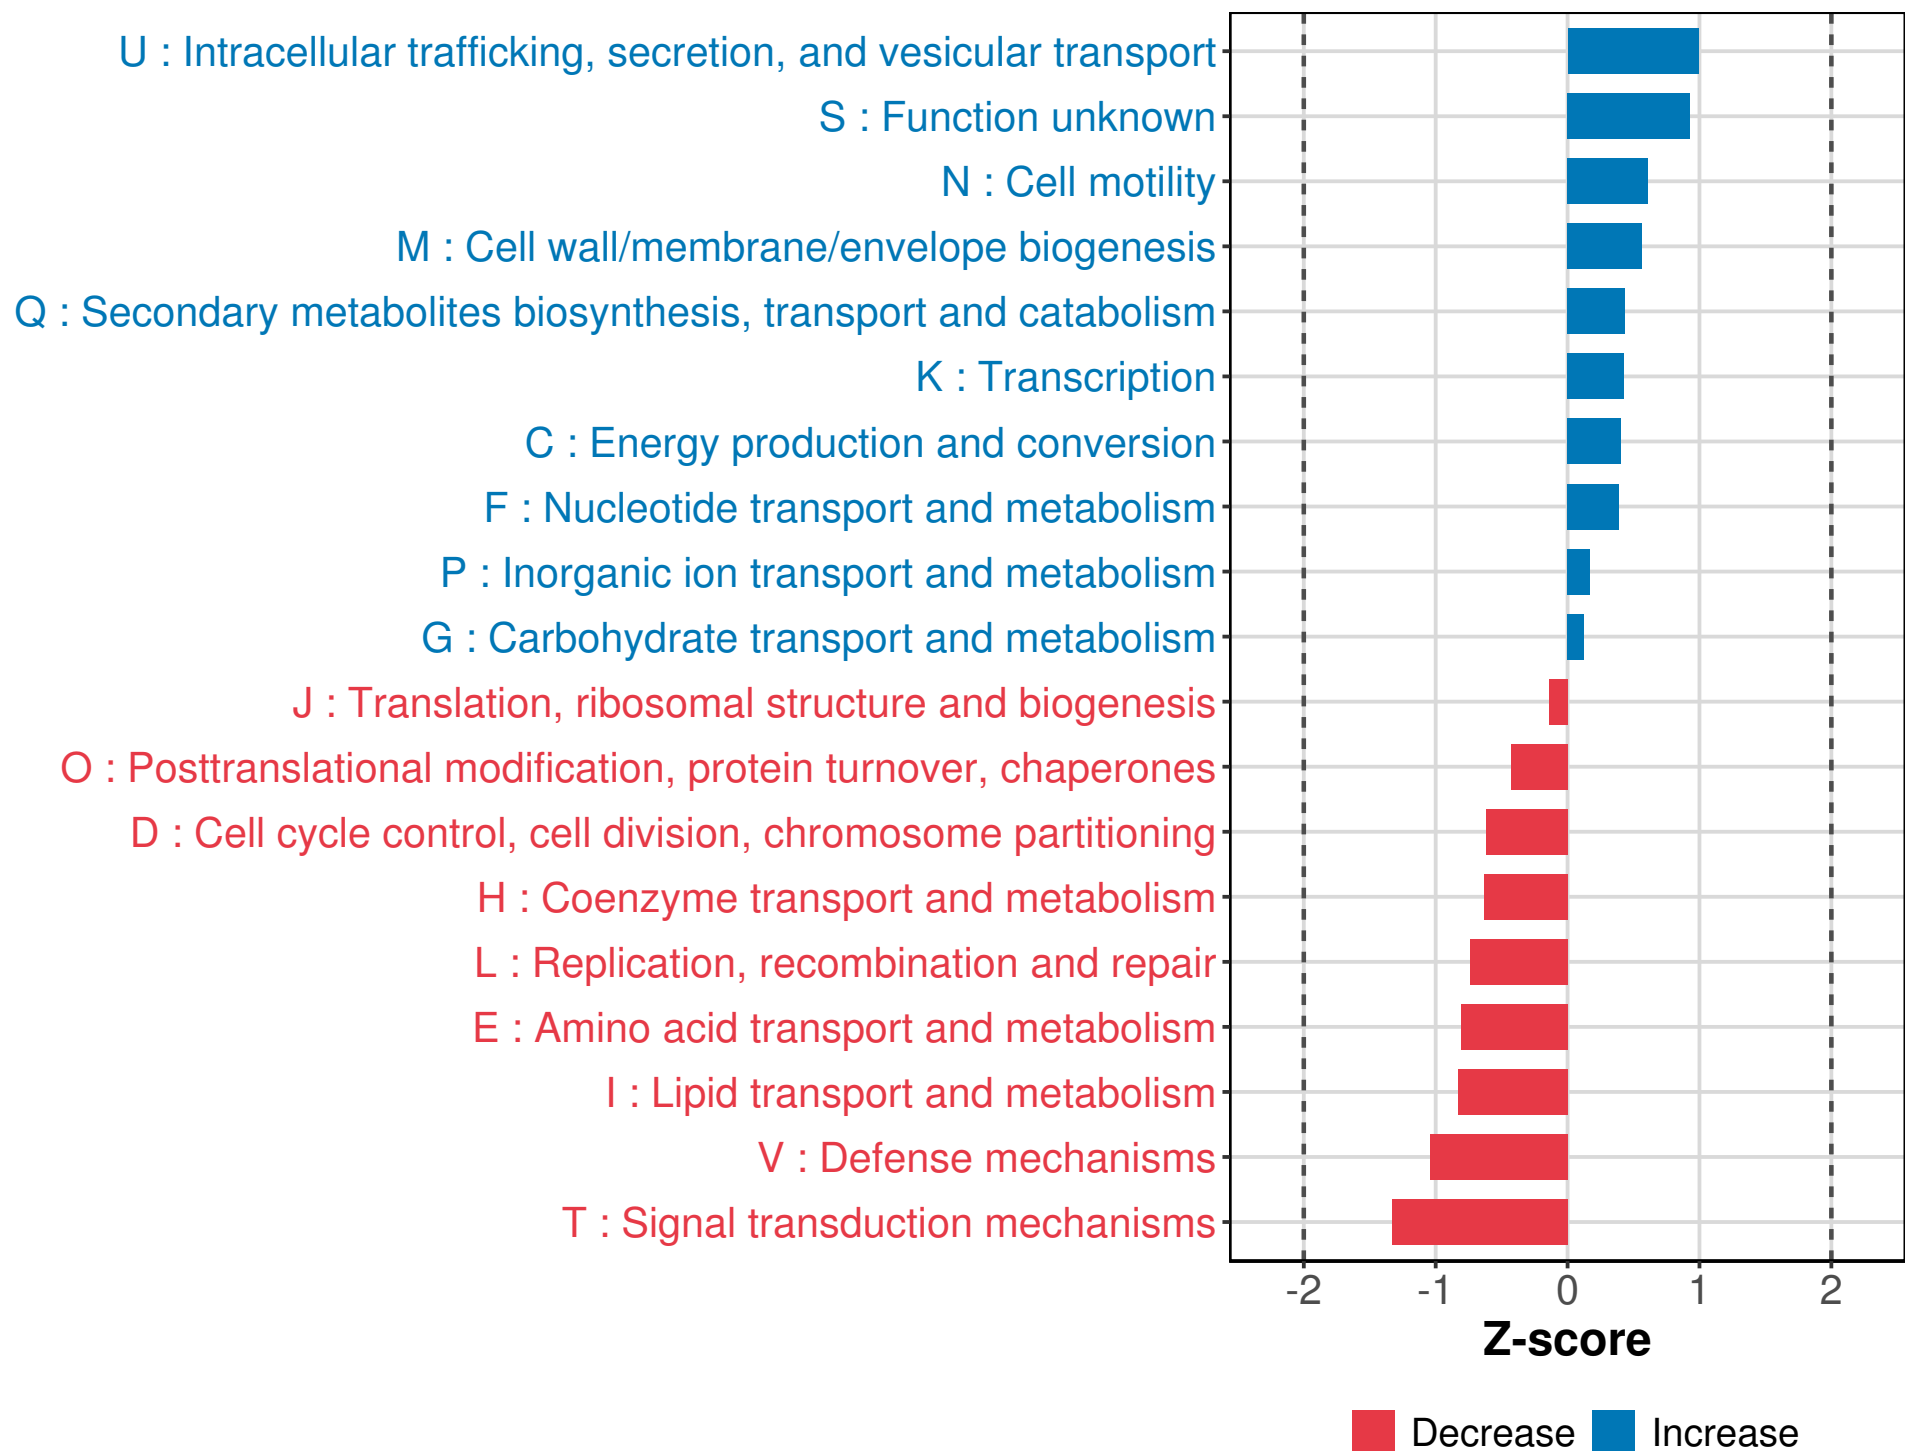 U : Intracellular trafficking, secretion, and vesicular transport
S : Function unknown
N : Cell motility
M : Cell wall/membrane/envelope biogenesis
Q : Secondary metabolites biosynthesis, transport and catabolism
K : Transcription
C : Energy production and conversion
F : Nucleotide transport and metabolism
P : Inorganic ion transport and metabolism
G : Carbohydrate transport and metabolism
J : Translation, ribosomal structure and biogenesis
O : Posttranslational modification, protein turnover, chaperones
D : Cell cycle control, cell division, chromosome partitioning
H : Coenzyme transport and metabolism
L : Replication, recombination and repair
E : Amino acid transport and metabolism
I : Lipid transport and metabolism
V : Defense mechanisms
T : Signal transduction mechanisms
-2 -1 0 1 2
Z-score
Decrease Increase